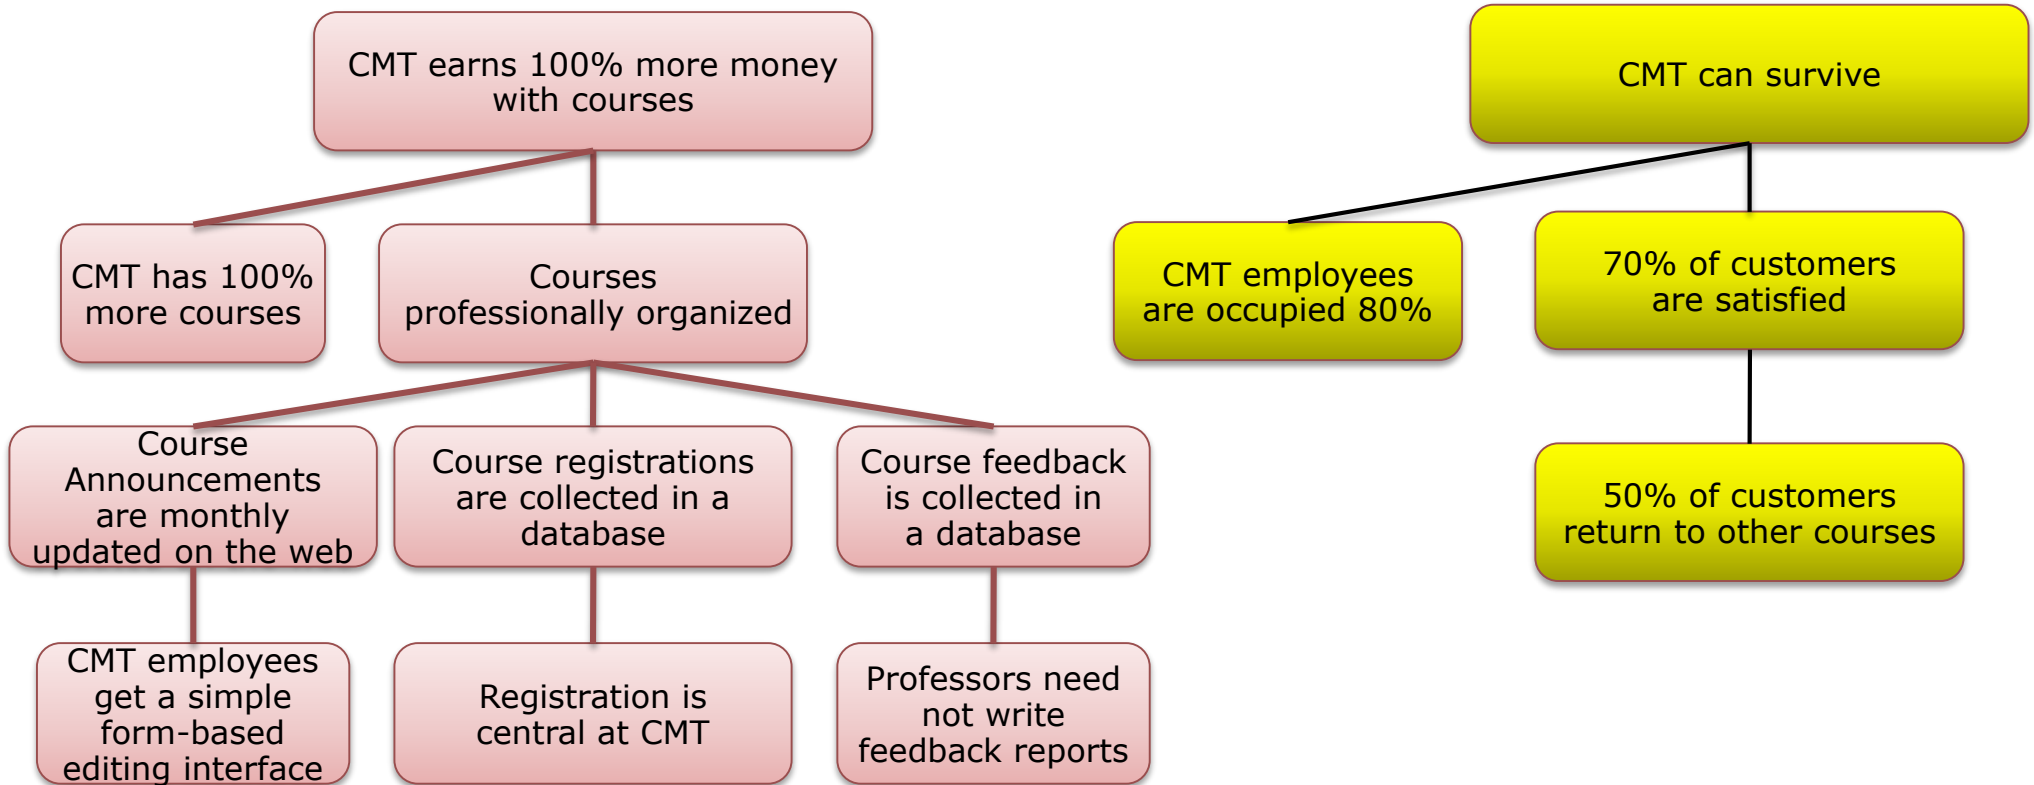 CMT earns 100% more money
with courses
CMT can survive
CMT has 100%
more courses
Courses
professionally organized
CMT employees
are occupied 80%
70% of customers
are satisfied
Course
Announcements
are monthly
updated on the web
Course registrations
are collected in a
database
Course feedback
is collected in
a database
50% of customers
return to other courses
CMT employees
get a simple
form-based
editing interface
Registration is
central at CMT
Professors need
not write
feedback reports